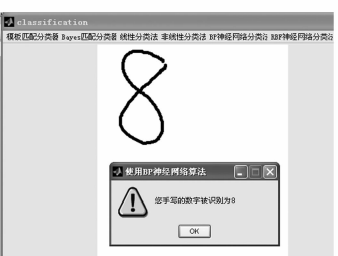 classification
模板匹配分类器 Bayes匹配分类器 线性分类法 非线性分类法 BP神经网络分类法 RBF神经网络分类法
8
使用BP神经网络算法
您手写的数字被识别为8
OK